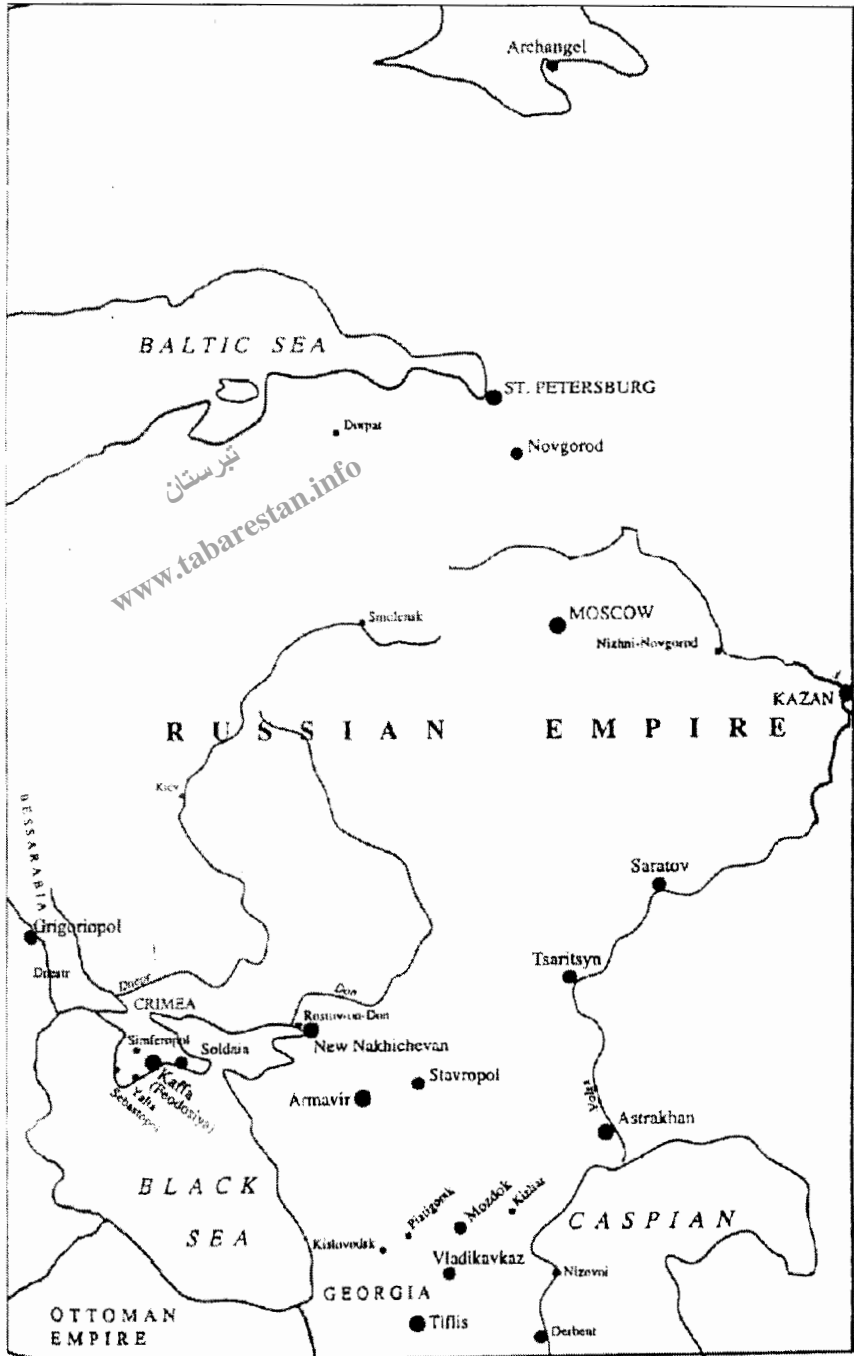 Archangel
BALTIC SEA
ST. PETERSBURG
Dorpat
Novgorod
تبرستان
www.tabarestan.info
Smolensk
MOSCOW
Nizhni-Novgorod
KAZAN
RUSSIAN EMPIRE
Kiev
BESSARABIA
Saratov
Grigoriopol
Tsaritsyn
Dniestr
Dnepr
Don
CRIMEA
Rostov-on-Don
Simferopol
Soldaia
New Nakhichevan
Kaffa
(Feodosiya)
Yalta
Sebastopol
Stavropol
Armavir
Volga
Astrakhan
BLACK
SEA
Piatigorsk
Mozdok
Kizliar
CASPIAN
Kislovodsk
Vladikavkaz
Nizovoi
GEORGIA
OTTOMAN
EMPIRE
Tiflis
Derbent